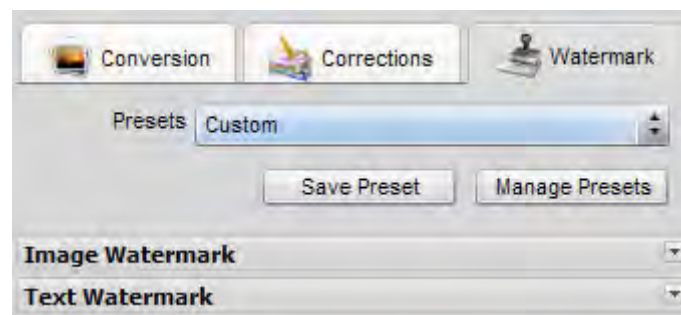 Conversion Corrections Watermark
Presets Custom
Save Preset Manage Presets
Image Watermark
Text Watermark